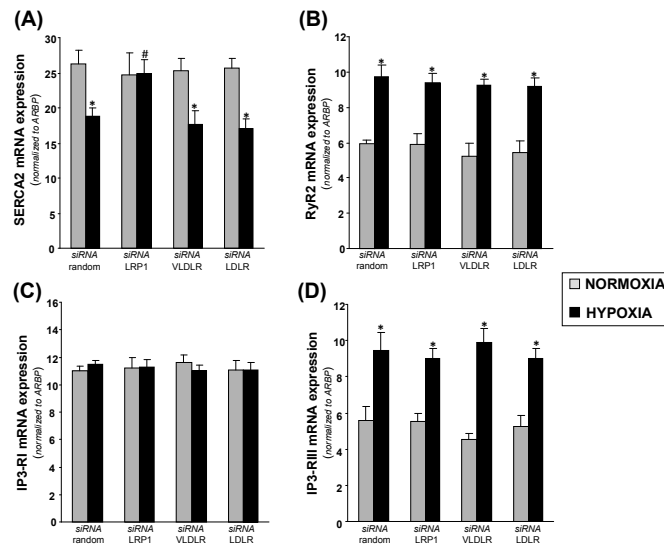 (A)
SERCA2 mRNA expression
(normalized to ARBP)
30
25
20
15
10
5
0
*
#
*
*
siRNA siRNA siRNA siRNA
random LRP1 VLDLR LDLR
(B)
RyR2 mRNA expression
(normalized to ARBP)
12
10
8
6
4
2
0
*
*
*
*
siRNA siRNA siRNA siRNA
random LRP1 VLDLR LDLR
NORMOXIA
HYPOXIA
(C)
IP3-RI mRNA expression
(normalized to ARBP)
16
14
12
10
8
6
4
2
0
siRNA siRNA siRNA siRNA
random LRP1 VLDLR LDLR
(D)
IP3-RIII mRNA expression
(normalized to ARBP)
12
10
8
6
4
2
0
*
*
*
*
siRNA siRNA siRNA siRNA
random LRP1 VLDLR LDLR